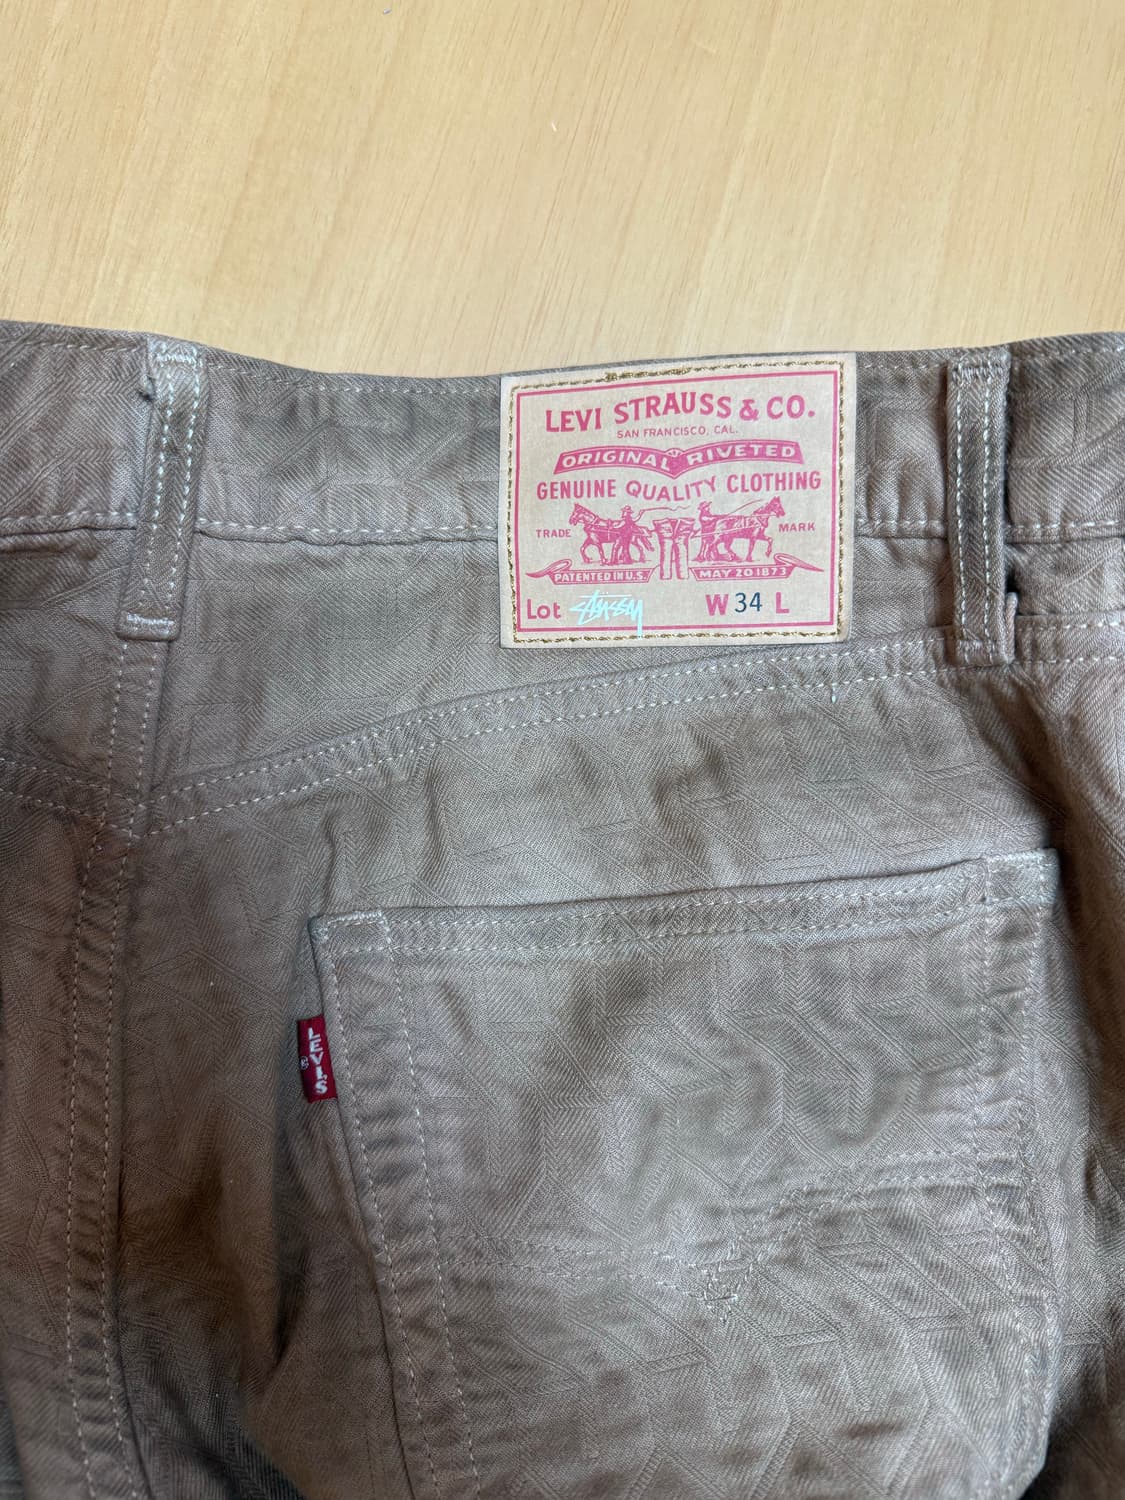 LEVI STRAUSS & CO.
SAN FRANCISCO, CAL.
ORIGINAL RIVETED
GENUINE QUALITY CLOTHING
TRADE MARK
PATENTED IN U.S. MAY 20 1873
Lot Stüssy W 34 L
LEVI'S
®